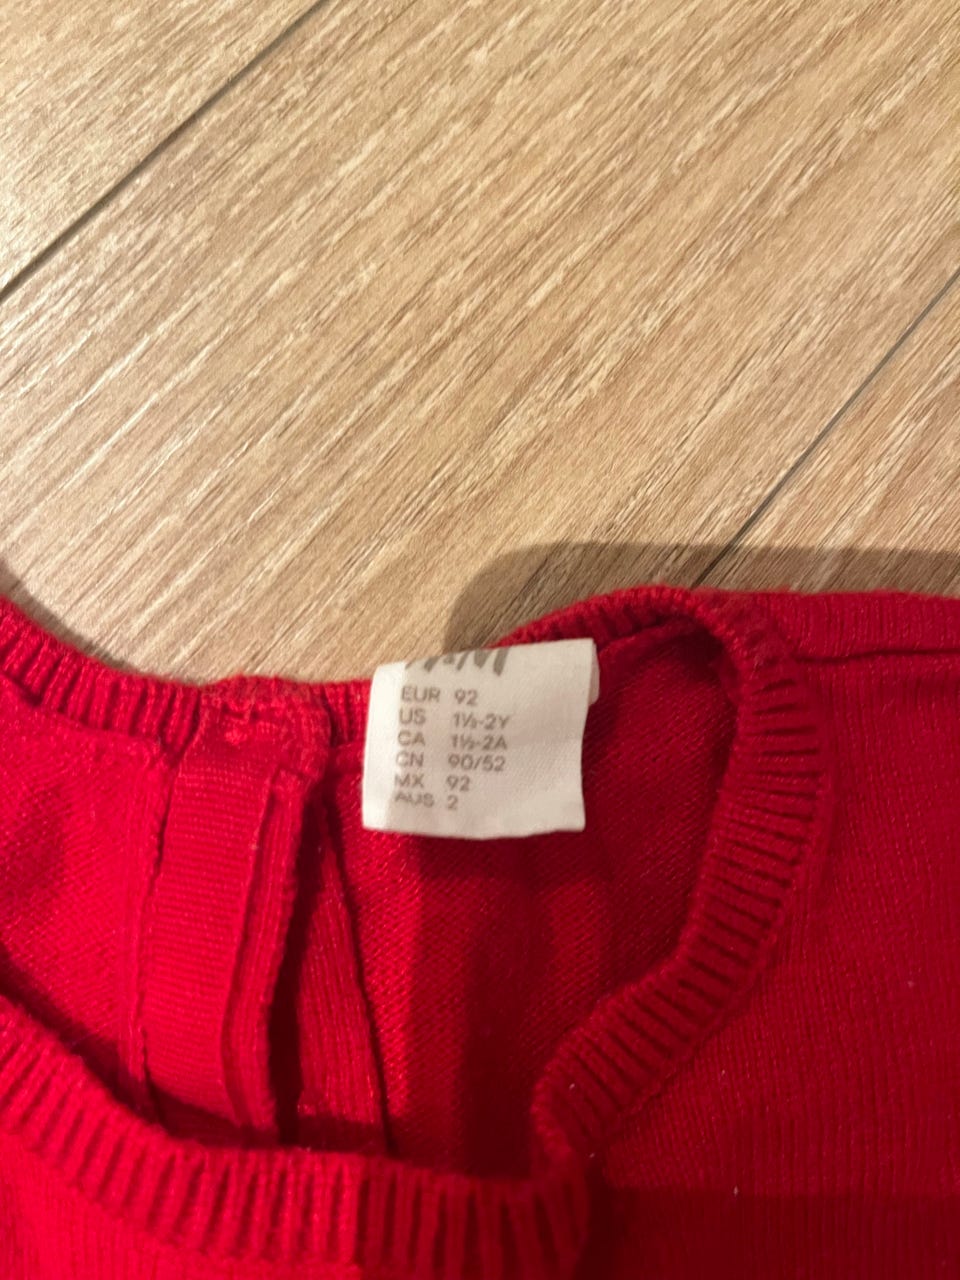 H&M
EUR 92
US 1½-2Y
CA 1½-2A
CN 90/52
MX 92
AUS 2